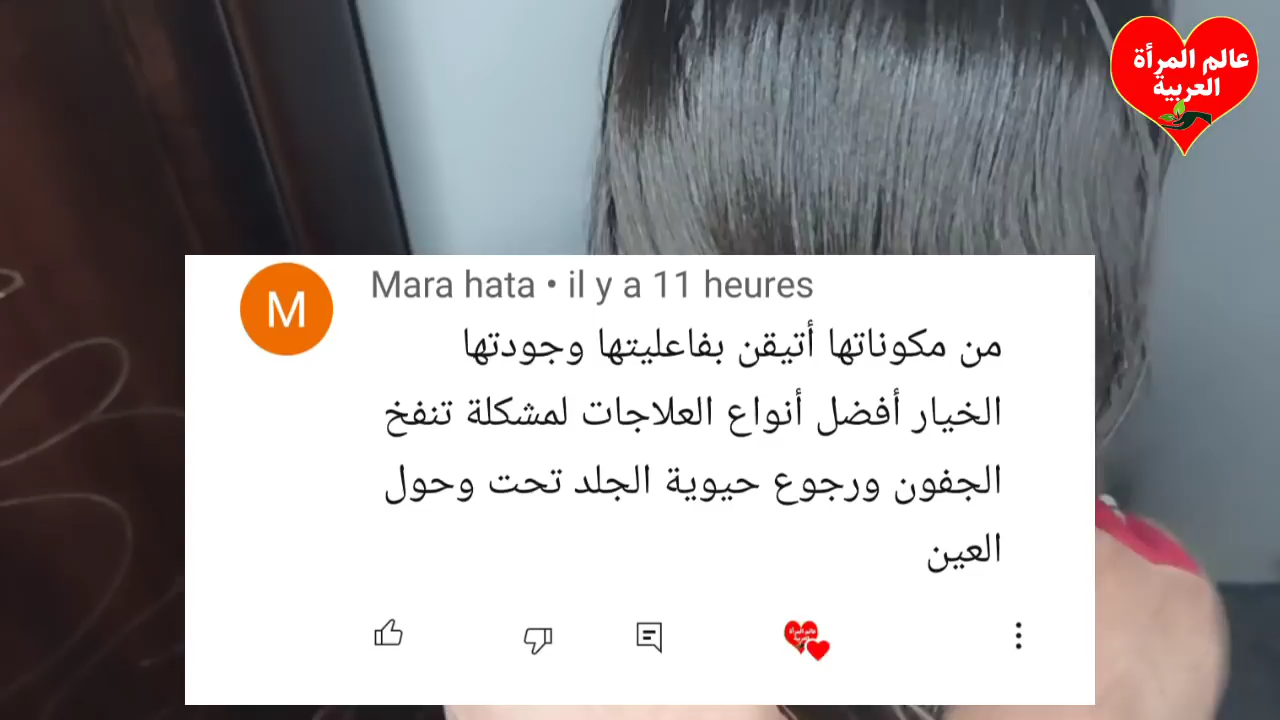 عالم المرأة
العربية
M
Mara hata • il y a 11 heures
من مكوناتها أتيقن بفاعليتها وجودتها
الخيار أفضل أنواع العلاجات لمشكلة تنفخ
الجفون ورجوع حيوية الجلد تحت وحول
العين